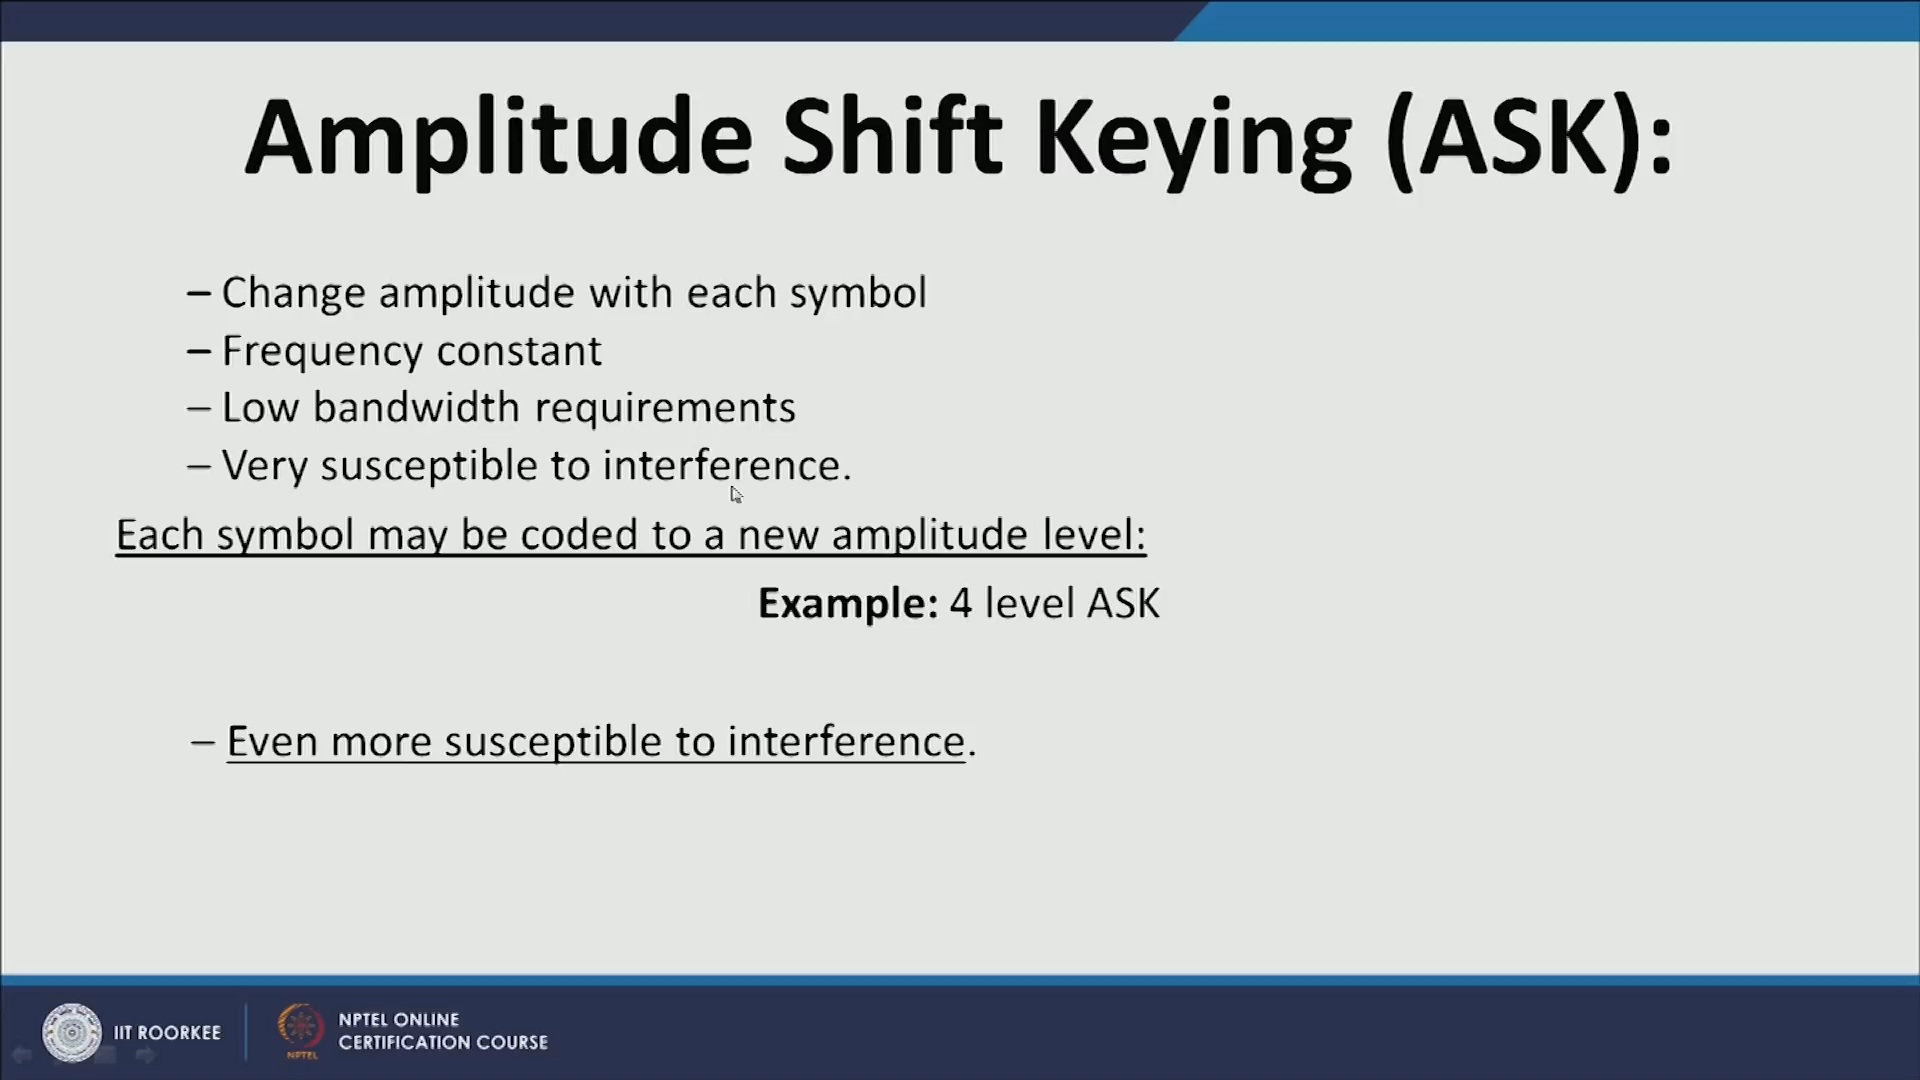 Amplitude Shift Keying (ASK):
– Change amplitude with each symbol
– Frequency constant
– Low bandwidth requirements
– Very susceptible to interference.
Each symbol may be coded to a new amplitude level:
Example: 4 level ASK
– Even more susceptible to interference.
IIT ROORKEE
NPTEL
NPTEL ONLINE
CERTIFICATION COURSE